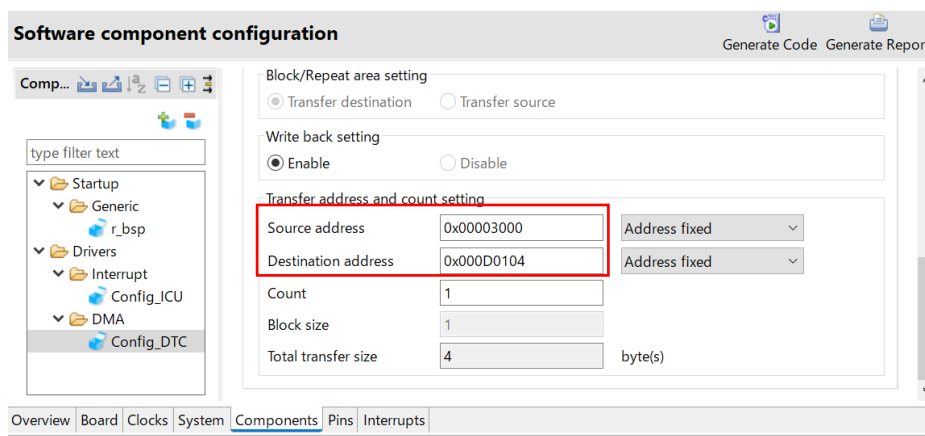 Software component configuration
Generate Code Generate Repor
Comp...
type filter text
Startup
Generic
r_bsp
Drivers
Interrupt
Config_ICU
DMA
Config_DTC
Block/Repeat area setting
Transfer destination Transfer source
Write back setting
Enable Disable
Transfer address and count setting
Source address 0x00003000 Address fixed
Destination address 0x000D0104 Address fixed
Count 1
Block size 1
Total transfer size 4 byte(s)
Overview Board Clocks System Components Pins Interrupts